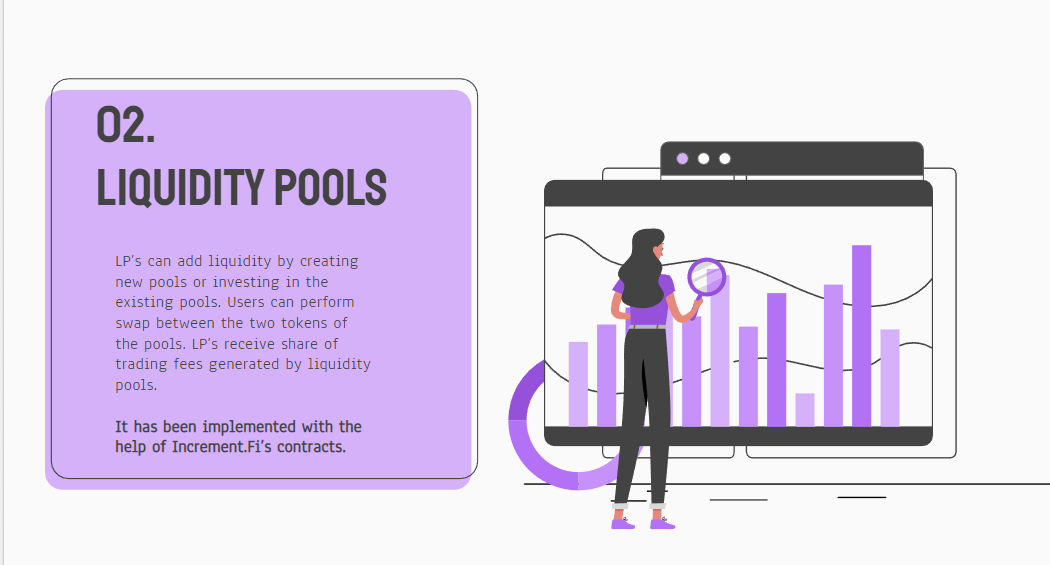 02.
LIQUIDITY POOLS
LP's can add liquidity by creating
new pools or investing in the
existing pools. Users can perform
swap between the two tokens of
the pools. LP's receive share of
trading fees generated by liquidity
pools.
It has been implemented with the
help of Increment.Fi's contracts.